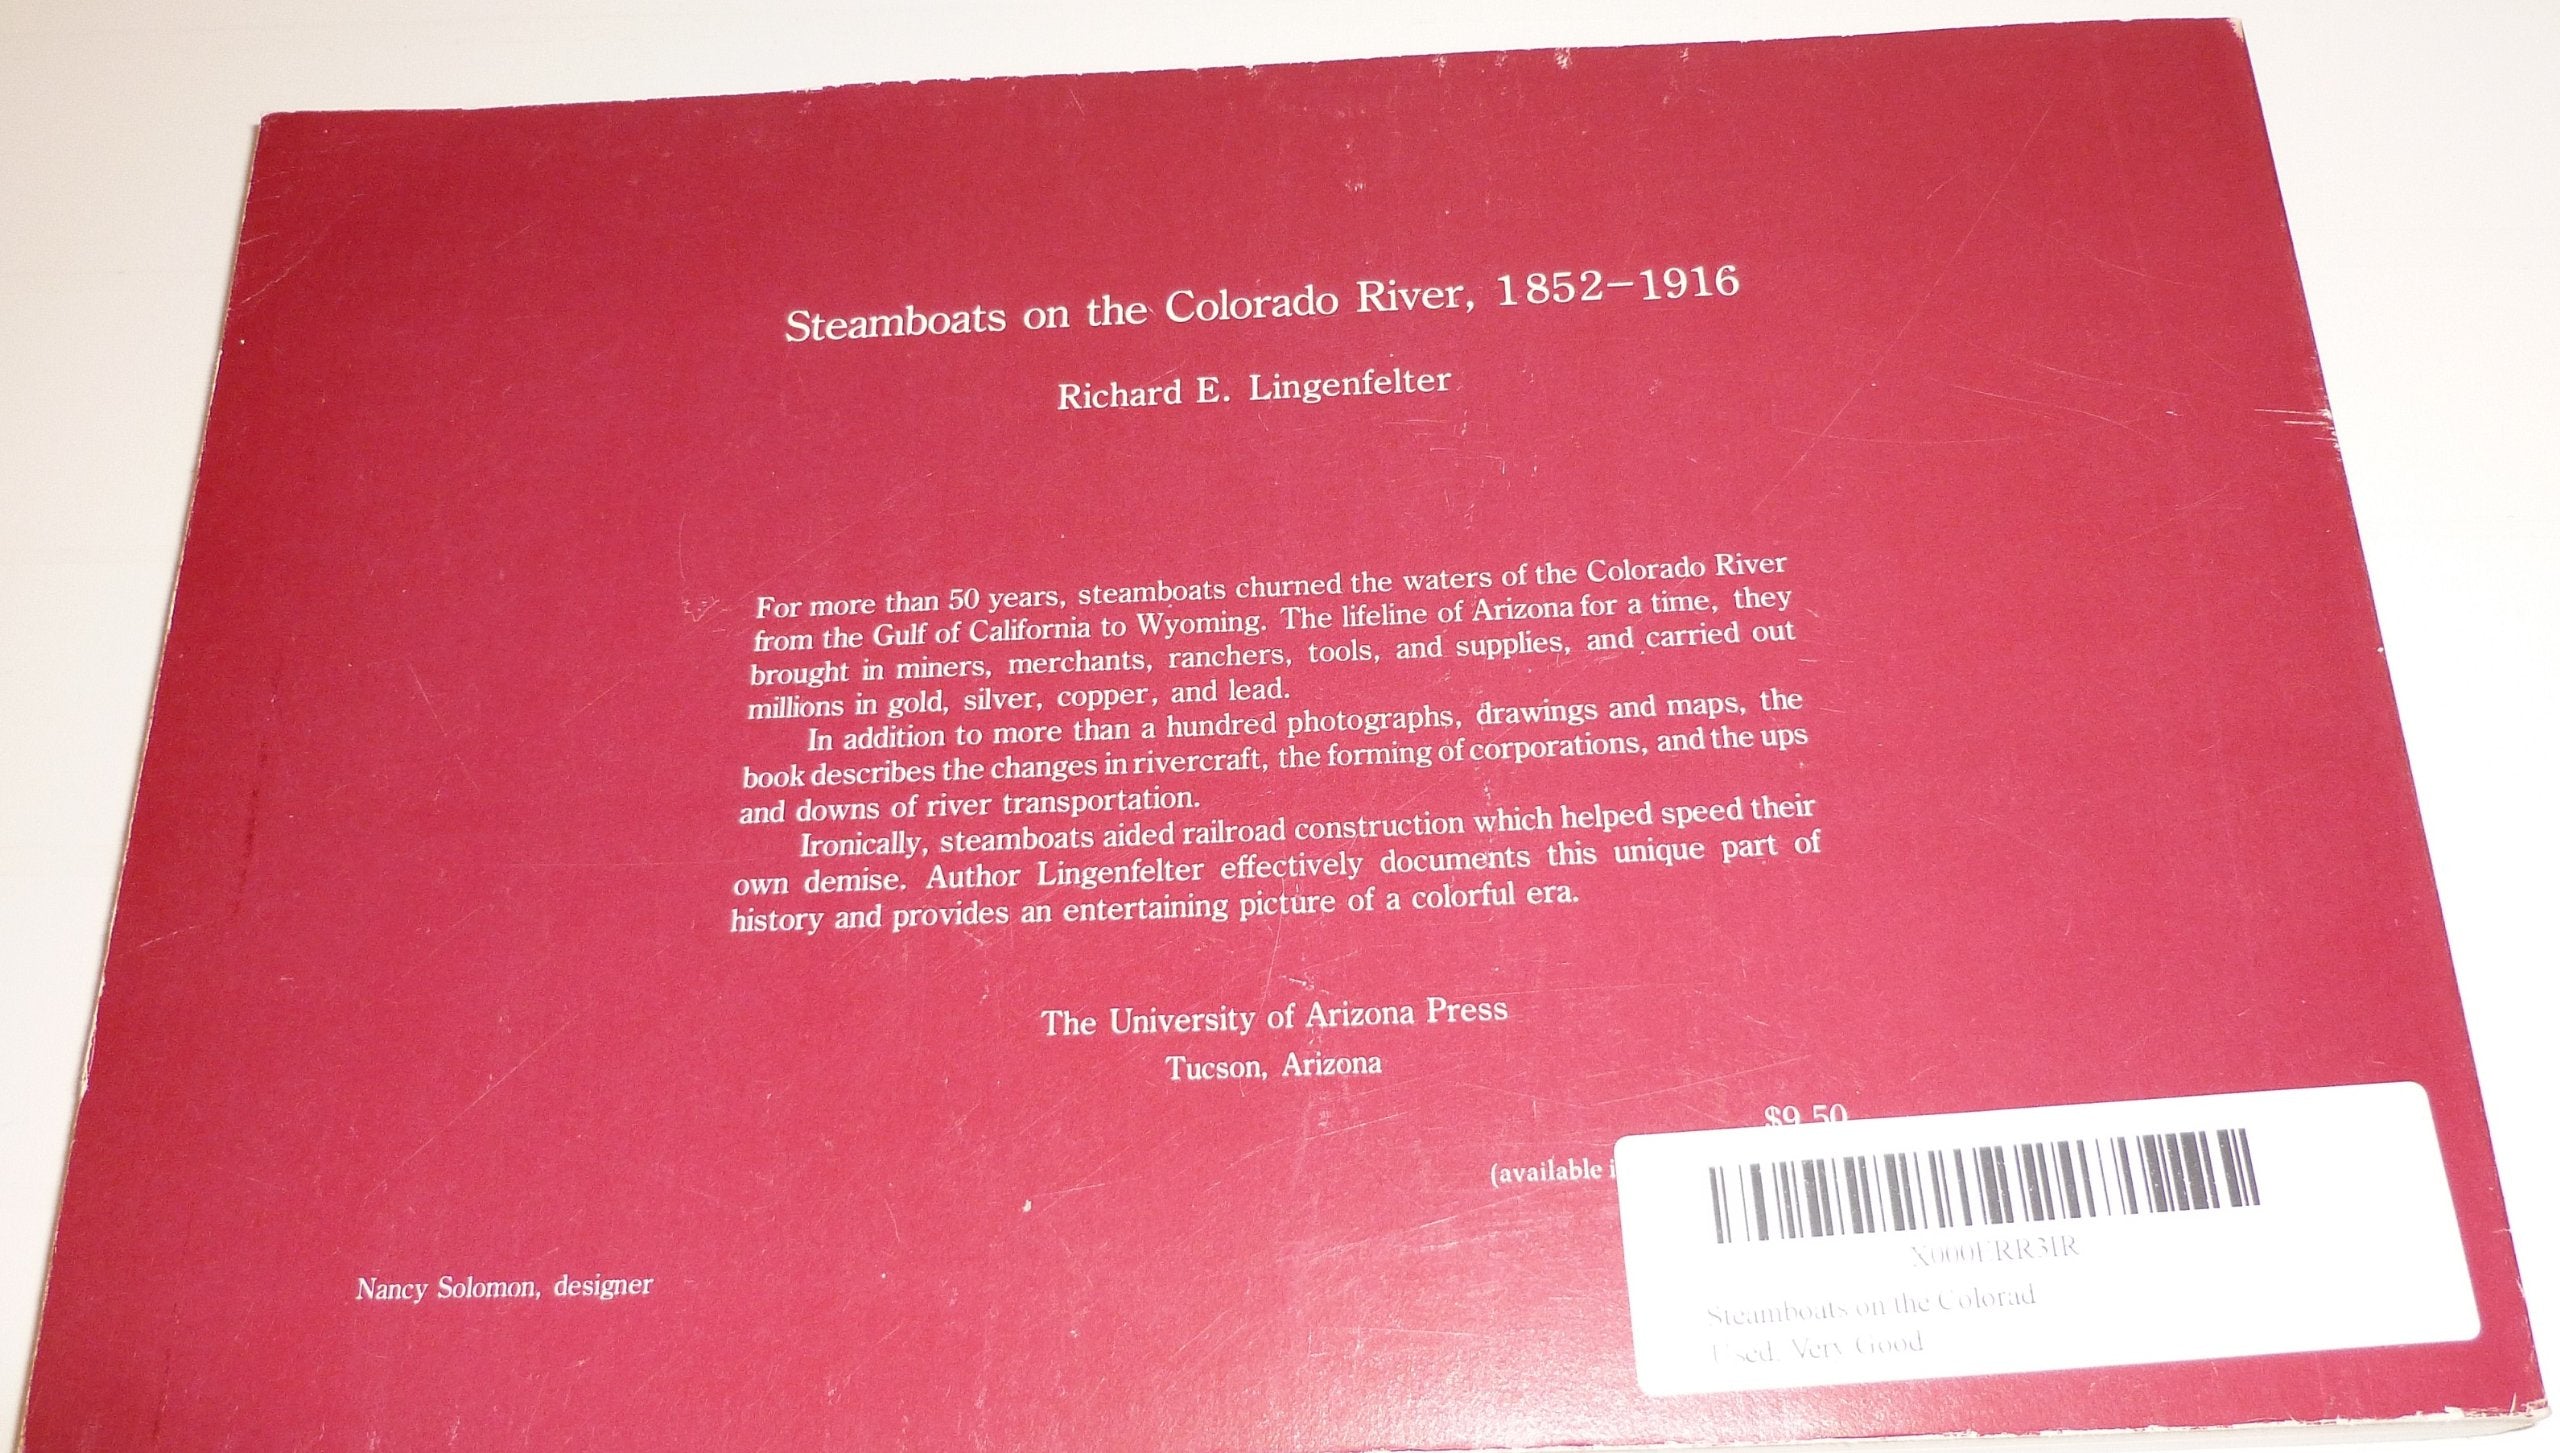 Steamboats on the Colorado River, 1852–1916
Richard E. Lingenfelter
For more than 50 years, steamboats churned the waters of the Colorado River
from the Gulf of California to Wyoming. The lifeline of Arizona for a time, they
brought in miners, merchants, ranchers, tools, and supplies, and carried out
millions in gold, silver, copper, and lead.
In addition to more than a hundred photographs, drawings and maps, the
book describes the changes in rivercraft, the forming of corporations, and the ups
and downs of river transportation.
Ironically, steamboats aided railroad construction which helped speed their
own demise. Author Lingenfelter effectively documents this unique part of
history and provides an entertaining picture of a colorful era.
The University of Arizona Press
Tucson, Arizona
$9.50
(available i
Nancy Solomon, designer
Steamboats on the Colorad
Used, Very Good